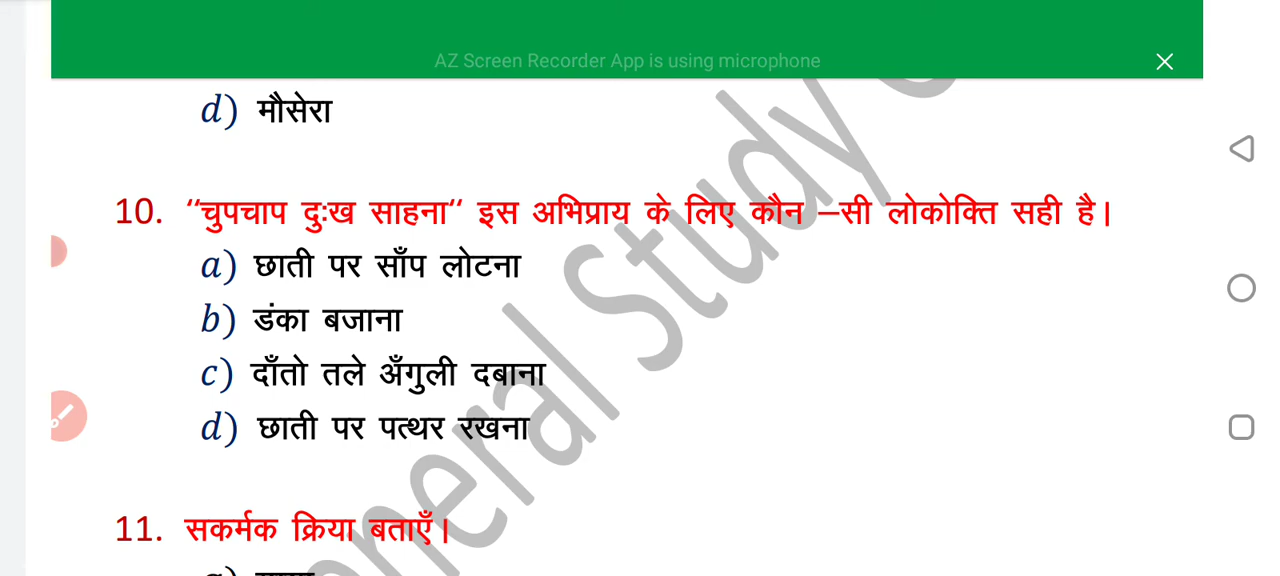 AZ Screen Recorder App is using microphone
d) मौसेरा
10. “चुपचाप दुःख साहना“ इस अभिप्राय के लिए कौन –सी लोकोक्ति सही है।
a) छाती पर साँप लोटना
b) डंका बजाना
c) दाँतो तले अँगुली दबाना
d) छाती पर पत्थर रखना
11. सकर्मक क्रिया बताएँ।
Study